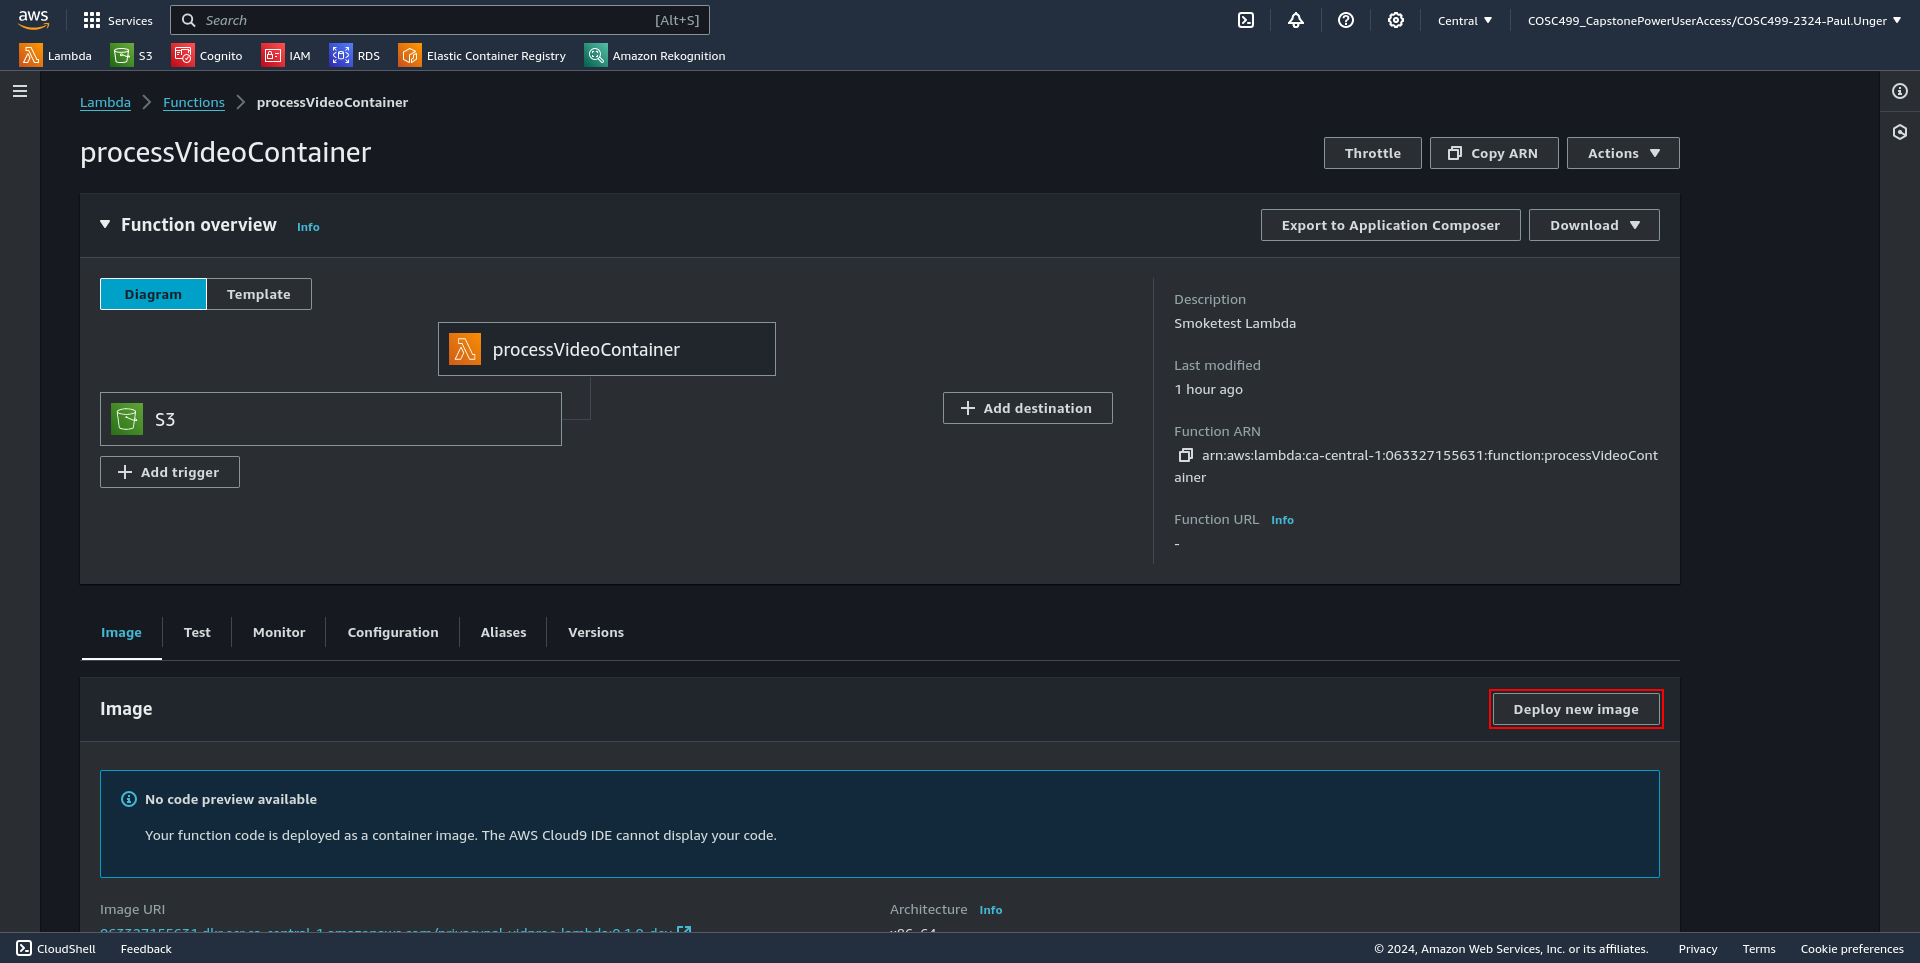 aws Services Search [Alt+S] Central ▼ COSC499_CapstonePowerUserAccess/COSC499-2324-Paul.Unger ▼
Lambda S3 Cognito IAM RDS Elastic Container Registry Amazon Rekognition
Lambda > Functions > processVideoContainer
processVideoContainer
Throttle Copy ARN Actions ▼
Function overview Info
Export to Application Composer Download ▼
Diagram Template
processVideoContainer
S3
+ Add trigger
+ Add destination
Description
Smoketest Lambda
Last modified
1 hour ago
Function ARN
arn:aws:lambda:ca-central-1:063327155631:function:processVideoCont
ainer
Function URL Info
-
Image Test Monitor Configuration Aliases Versions
Image
Deploy new image
No code preview available
Your function code is deployed as a container image. The AWS Cloud9 IDE cannot display your code.
Image URI
Architecture Info
CloudShell Feedback © 2024, Amazon Web Services, Inc. or its affiliates. Privacy Terms Cookie preferences